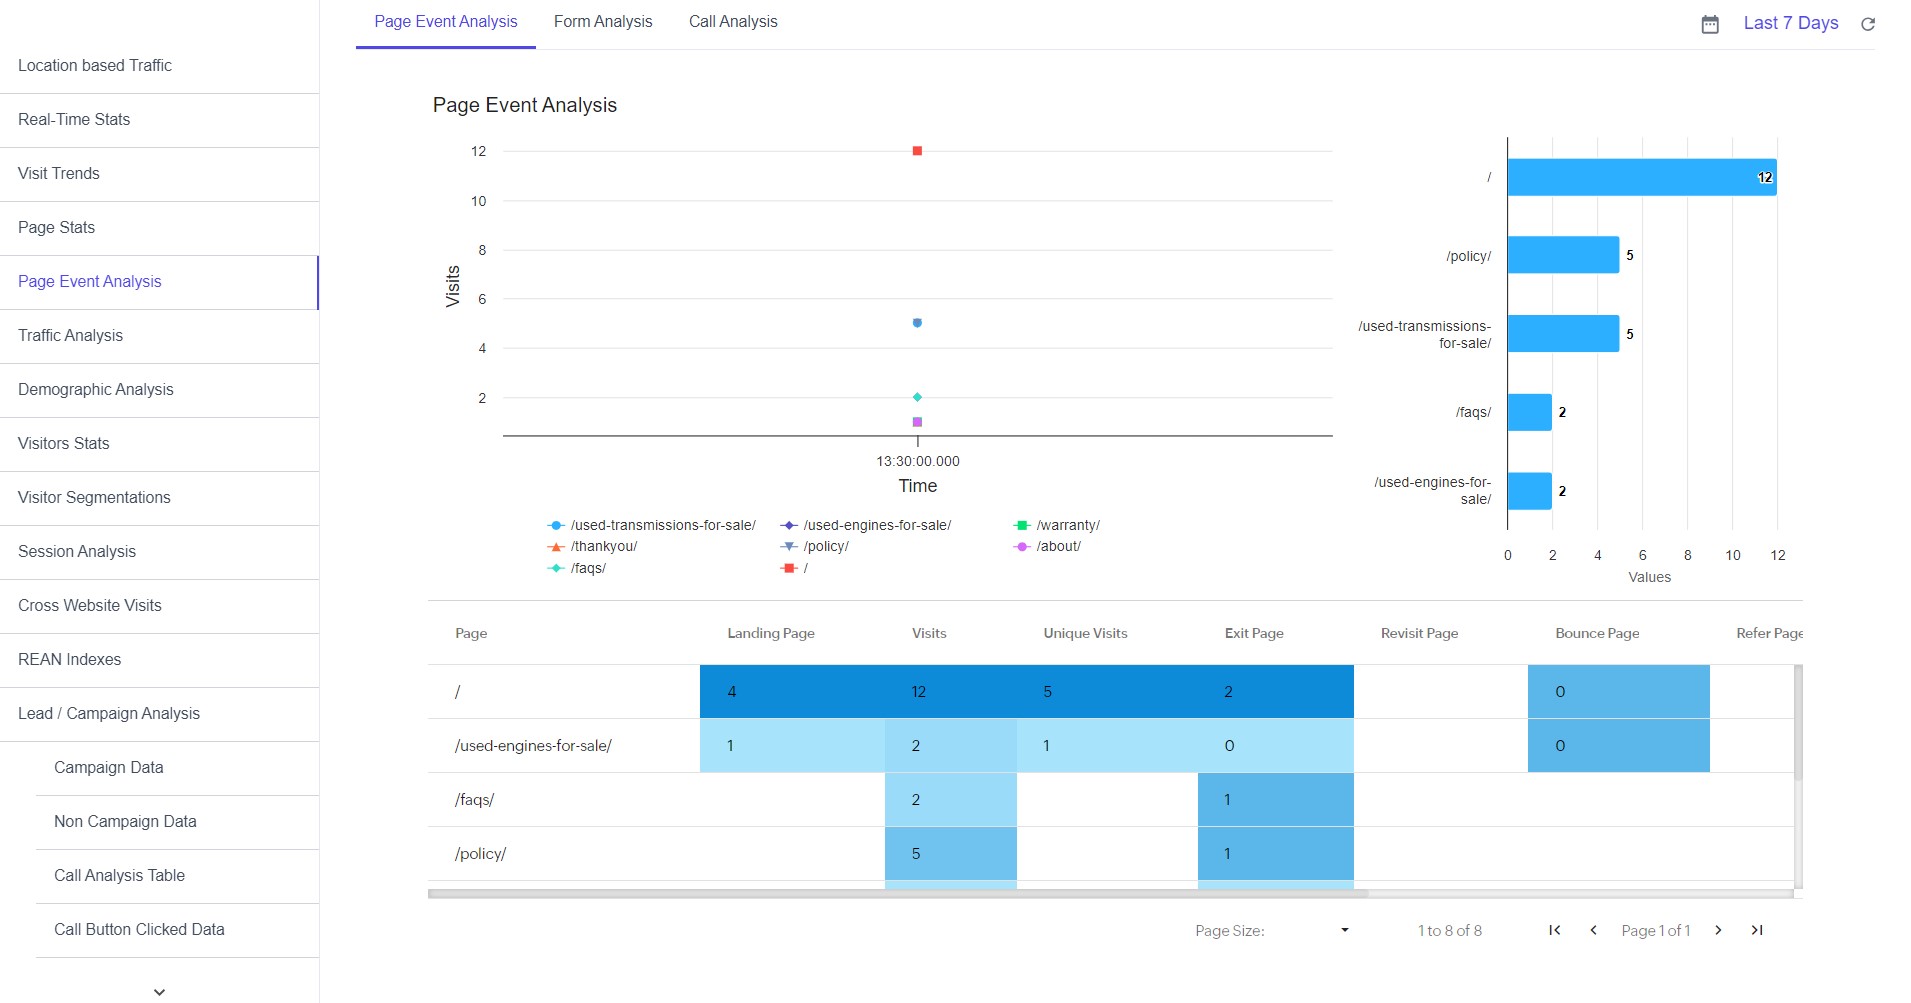 Page Event Analysis
Form Analysis
Call Analysis
Last 7 Days
Location based Traffic
Real-Time Stats
Visit Trends
Page Stats
Page Event Analysis
Traffic Analysis
Demographic Analysis
Visitors Stats
Visitor Segmentations
Session Analysis
Cross Website Visits
REAN Indexes
Lead / Campaign Analysis
Campaign Data
Non Campaign Data
Call Analysis Table
Call Button Clicked Data
Page Event Analysis
Visits
12
10
8
6
4
2
13:30:00.000
Time
/used-transmissions-for-sale/
/used-engines-for-sale/
/warranty/
/thankyou/
/policy/
/about/
/faqs/
/
/
12
/policy/
5
/used-transmissions-
for-sale/
5
/faqs/
2
/used-engines-for-
sale/
2
0 2 4 6 8 10 12
Values
Page Landing Page Visits Unique Visits Exit Page Revisit Page Bounce Page Refer Page
/ 4 12 5 2 0
/used-engines-for-sale/ 1 2 1 0 0
/faqs/ 2 1
/policy/ 5 1
Page Size: 1 to 8 of 8 Page 1 of 1